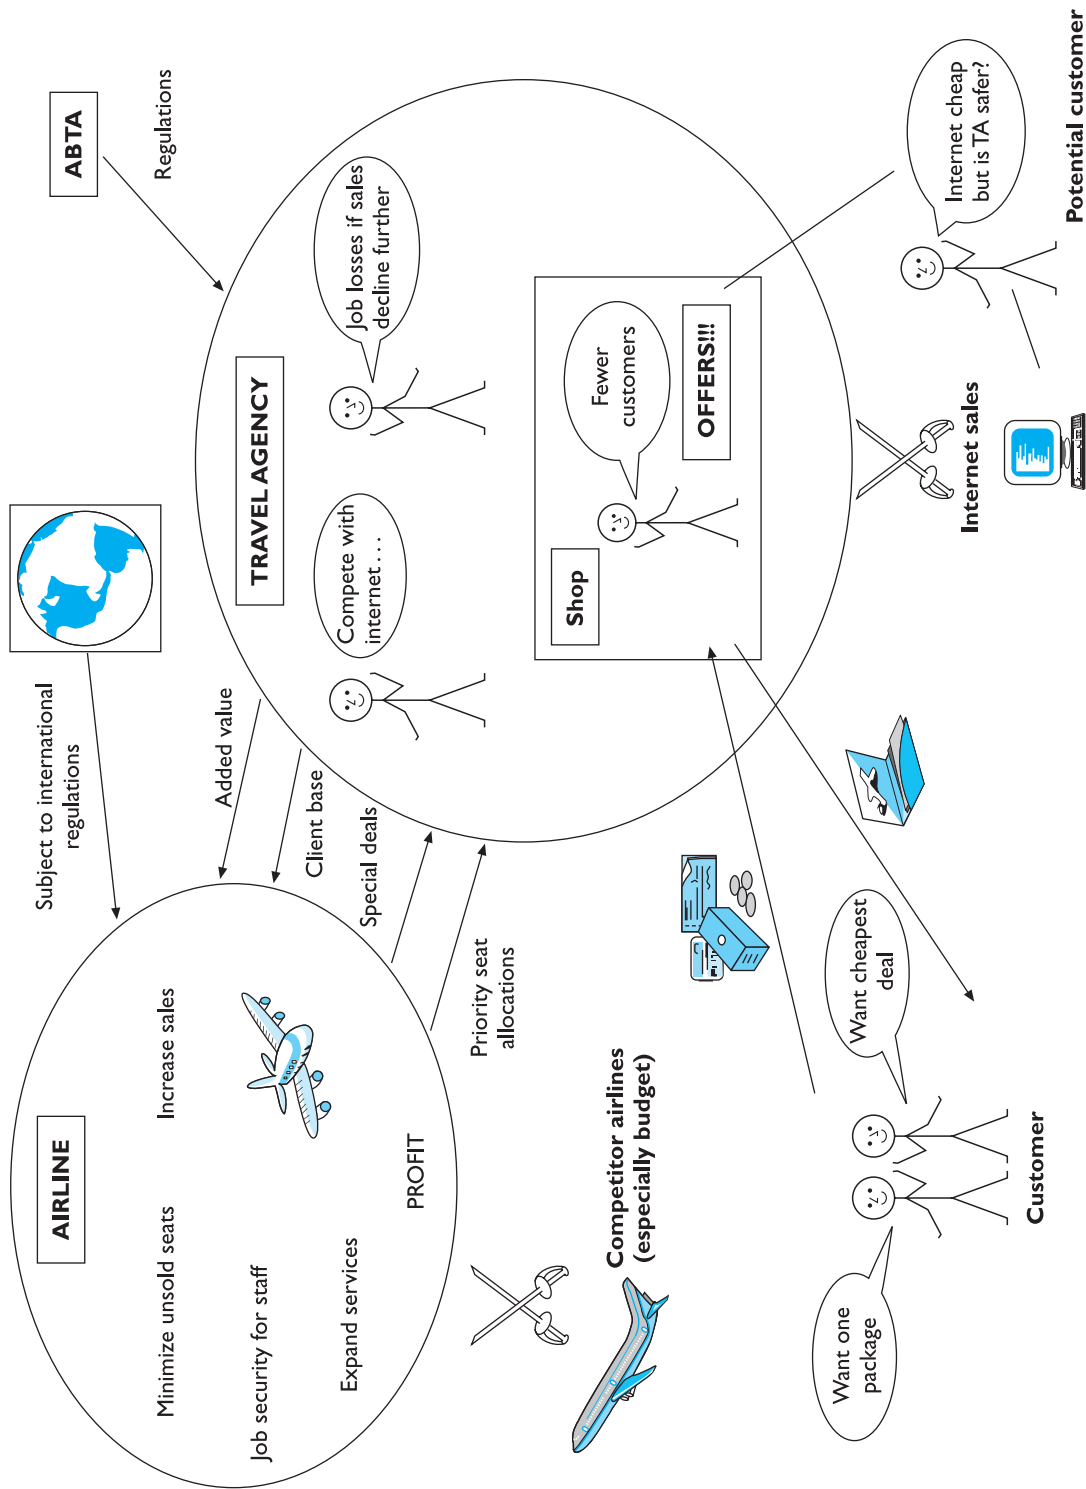 AIRLINE
Minimize unsold seats
Increase sales
Job security for staff
Expand services
PROFIT
Subject to international
regulations
Added value
Client base
Special deals
Priority seat
allocations
ABTA
Regulations
TRAVEL AGENCY
Compete with
internet . . .
Job losses if sales
decline further
Shop
Fewer
customers
OFFERS!!!
Competitor airlines
(especially budget)
Want one
package
Want cheapest
deal
Customer
Internet sales
Internet cheap
but is TA safer?
Potential customer